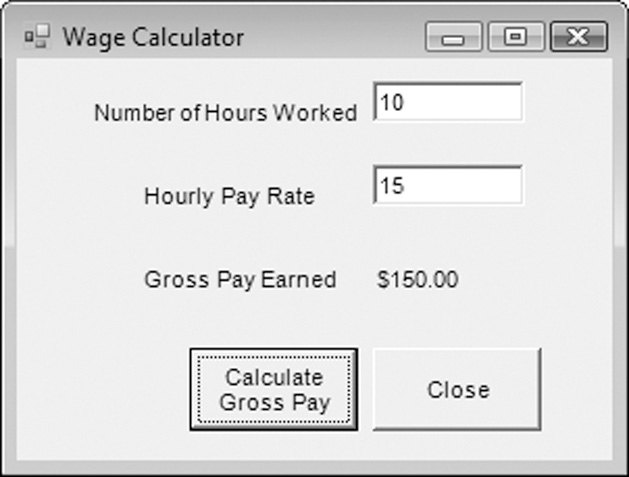 Wage Calculator
Number of Hours Worked 10
Hourly Pay Rate 15
Gross Pay Earned $150.00
Calculate
Gross Pay
Close